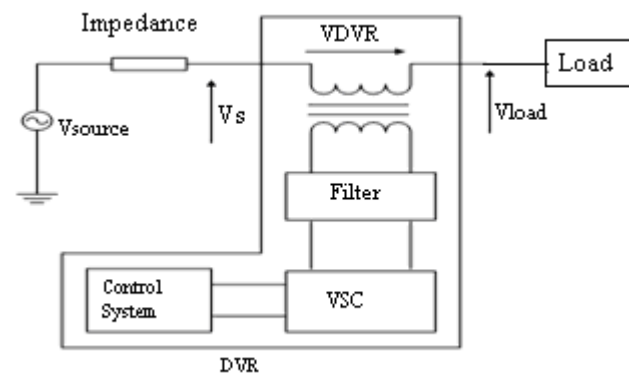 Impedance
VDVR
Load
Vsource
Vs
Vload
Filter
Control
System
VSC
DVR